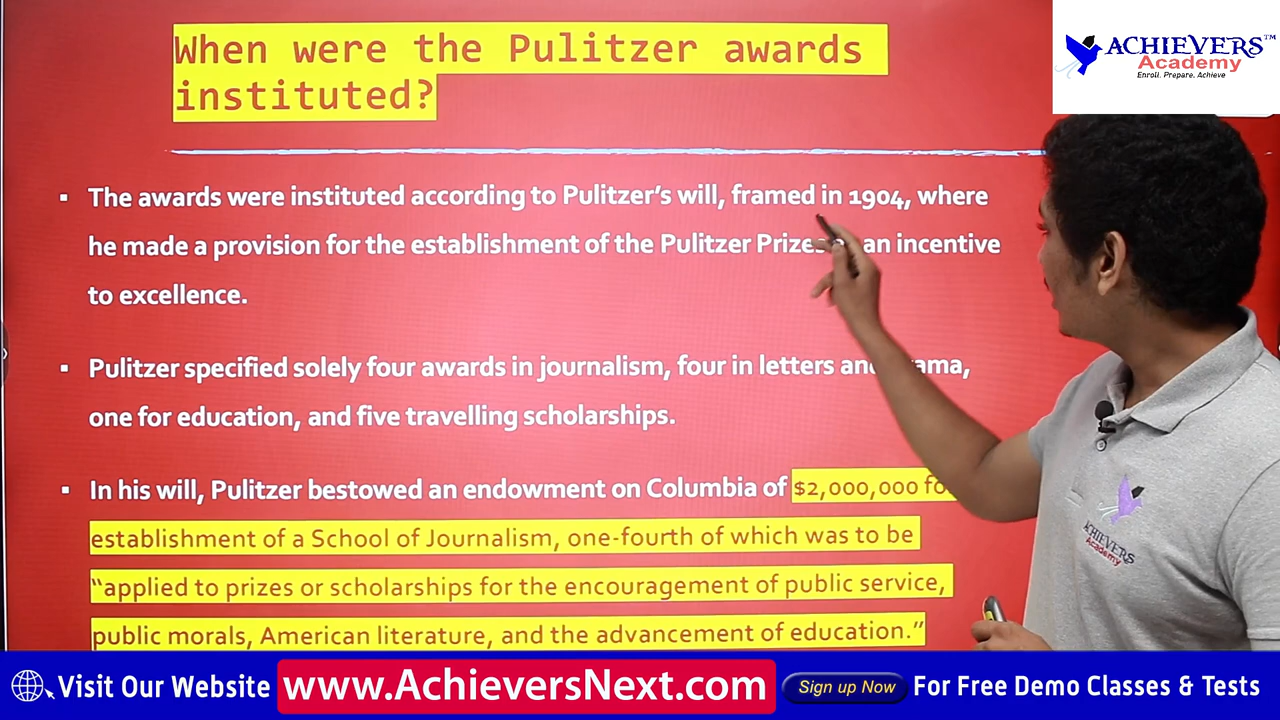 When were the Pulitzer awards
instituted?
ACHIEVERS™
Academy
Enroll. Prepare. Achieve
The awards were instituted according to Pulitzer’s will, framed in 1904, where
he made a provision for the establishment of the Pulitzer Prizes an incentive
to excellence.
Pulitzer specified solely four awards in journalism, four in letters and
one for education, and five travelling scholarships.
In his will, Pulitzer bestowed an endowment on Columbia of $2,000,000
establishment of a School of Journalism, one-fourth of which was to be
“applied to prizes or scholarships for the encouragement of public service,
public morals, American literature, and the advancement of education.”
ACHIEVERS
Academy
Visit Our Website www.AchieversNext.com Sign up Now For Free Demo Classes & Tests